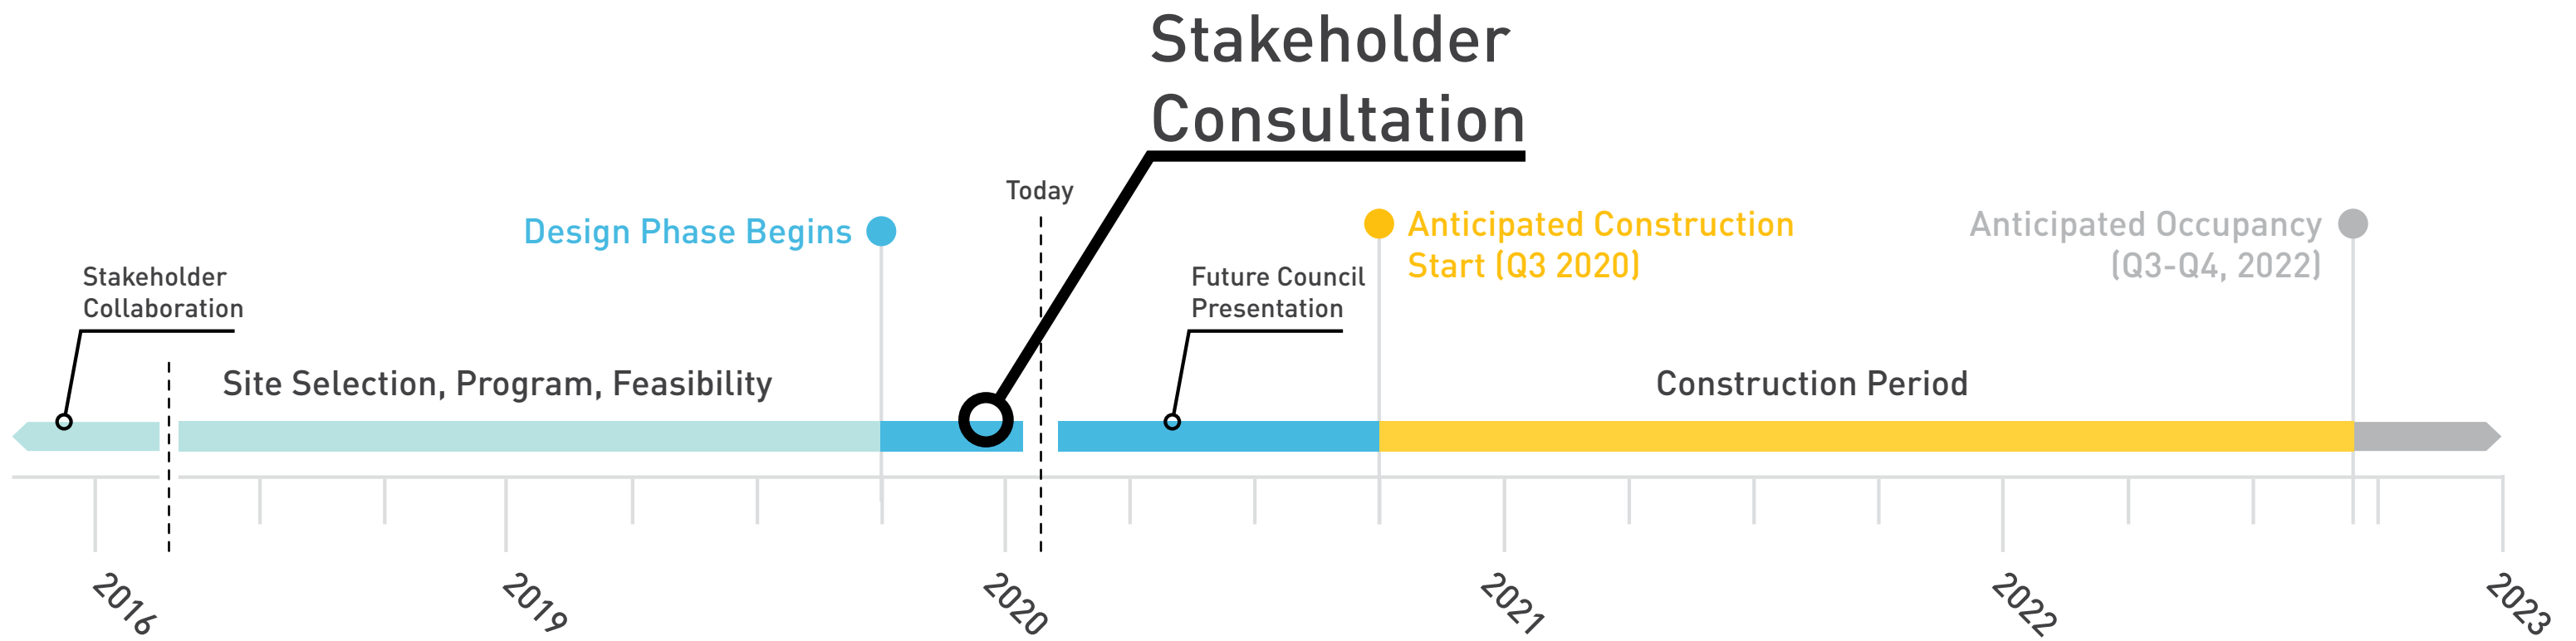 Stakeholder
Consultation
Today
Design Phase Begins
Anticipated Construction
Start (Q3 2020)
Anticipated Occupancy
(Q3-Q4, 2022)
Stakeholder
Collaboration
Future Council
Presentation
Site Selection, Program, Feasibility
Construction Period
2016
2019
2020
2021
2022
2023